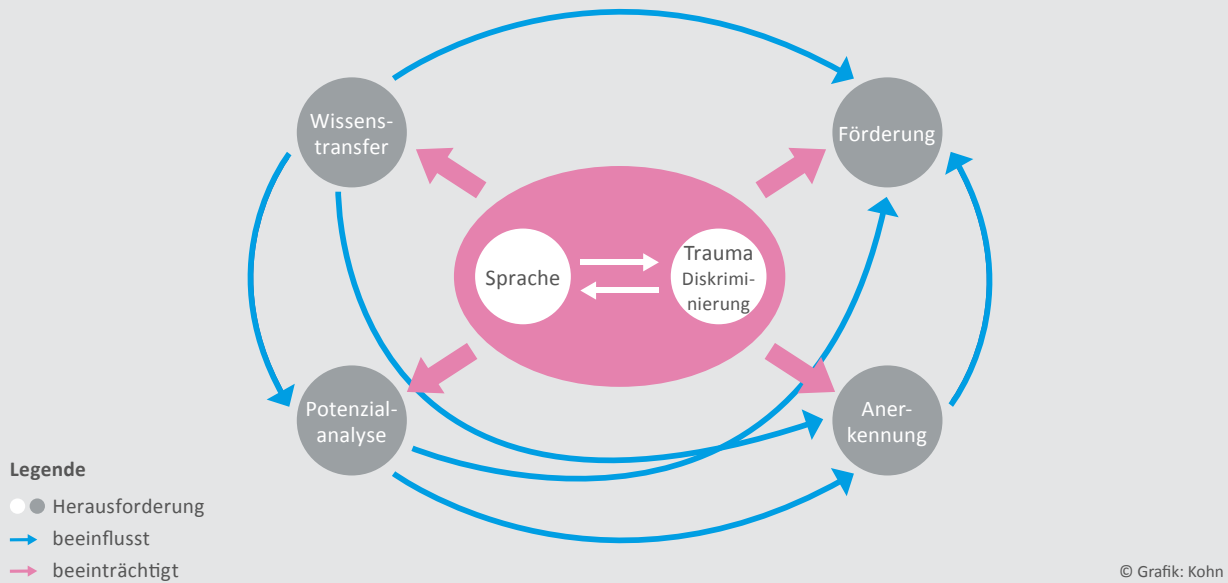 Wissens-
transfer
Förderung
Sprache
Trauma
Diskrimi-
nierung
Potenzial-
analyse
Aner-
kennung
Legende
Herausforderung
beeinflusst
beeinträchtigt
© Grafik: Kohn